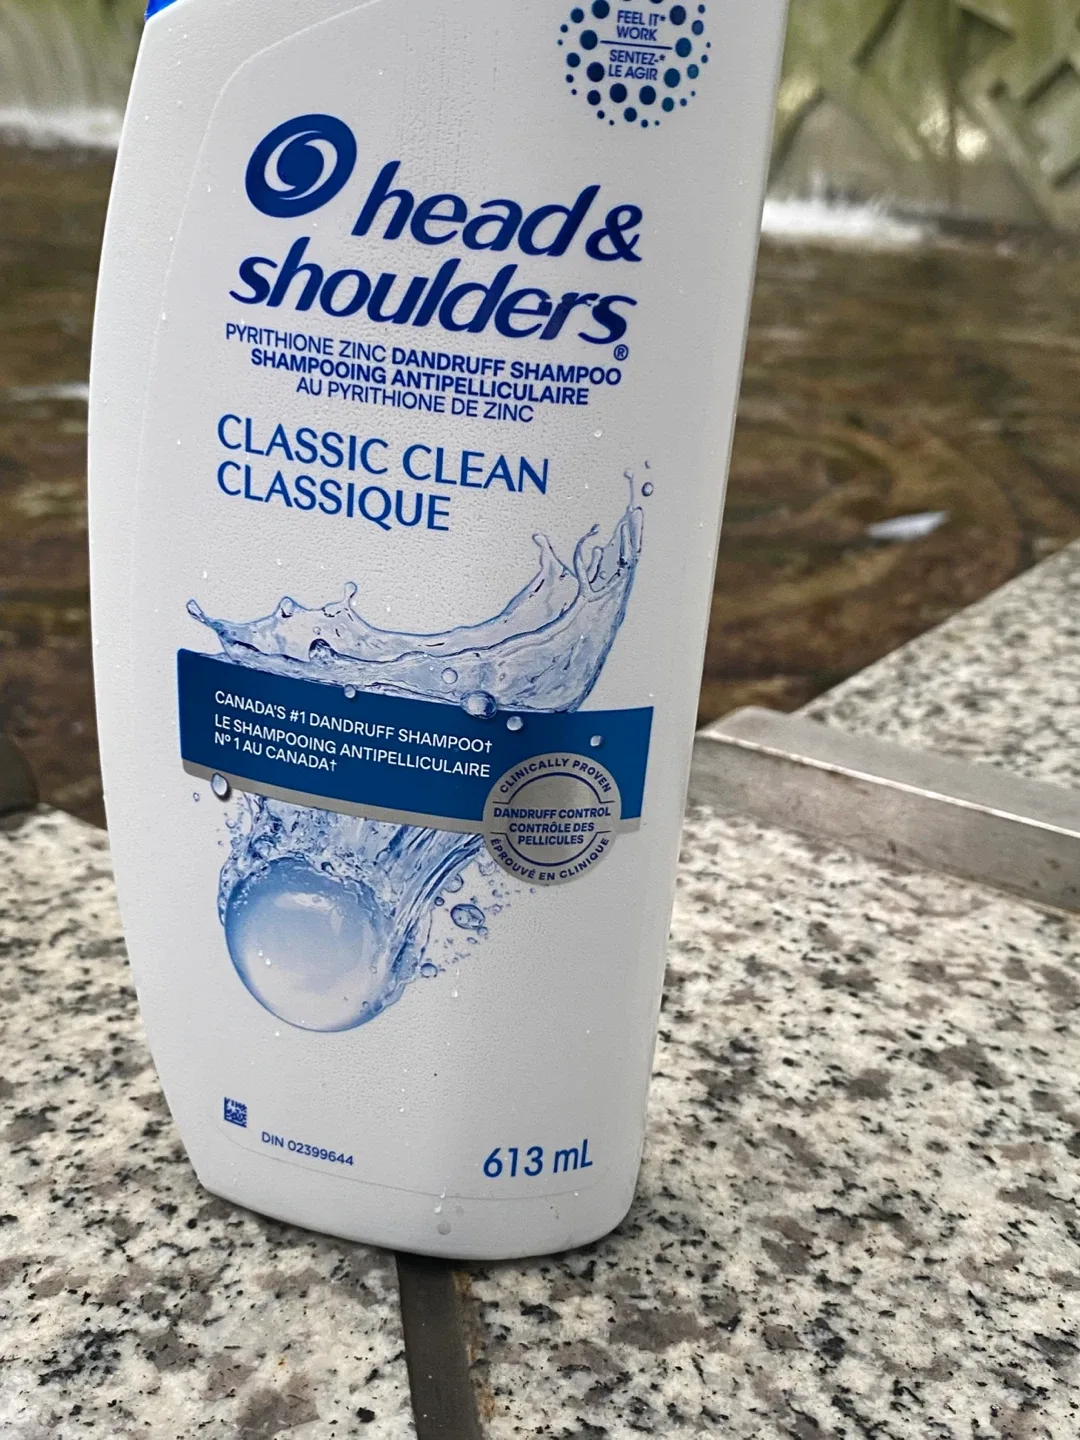 FEEL IT*
WORK
SENTEZ-*
LE AGIR
head &
shoulders®
PYRITHIONE ZINC DANDRUFF SHAMPOO
SHAMPOOING ANTIPELLICULAIRE
AU PYRITHIONE DE ZINC
CLASSIC CLEAN
CLASSIQUE
CANADA'S #1 DANDRUFF SHAMPOO†
LE SHAMPOOING ANTIPELLICULAIRE
Nº 1 AU CANADA†
CLINICALLY PROVEN
DANDRUFF CONTROL
CONTRÔLE DES
PELLICULES
ÉPROUVÉ EN CLINIQUE
DIN 02399644
613 mL